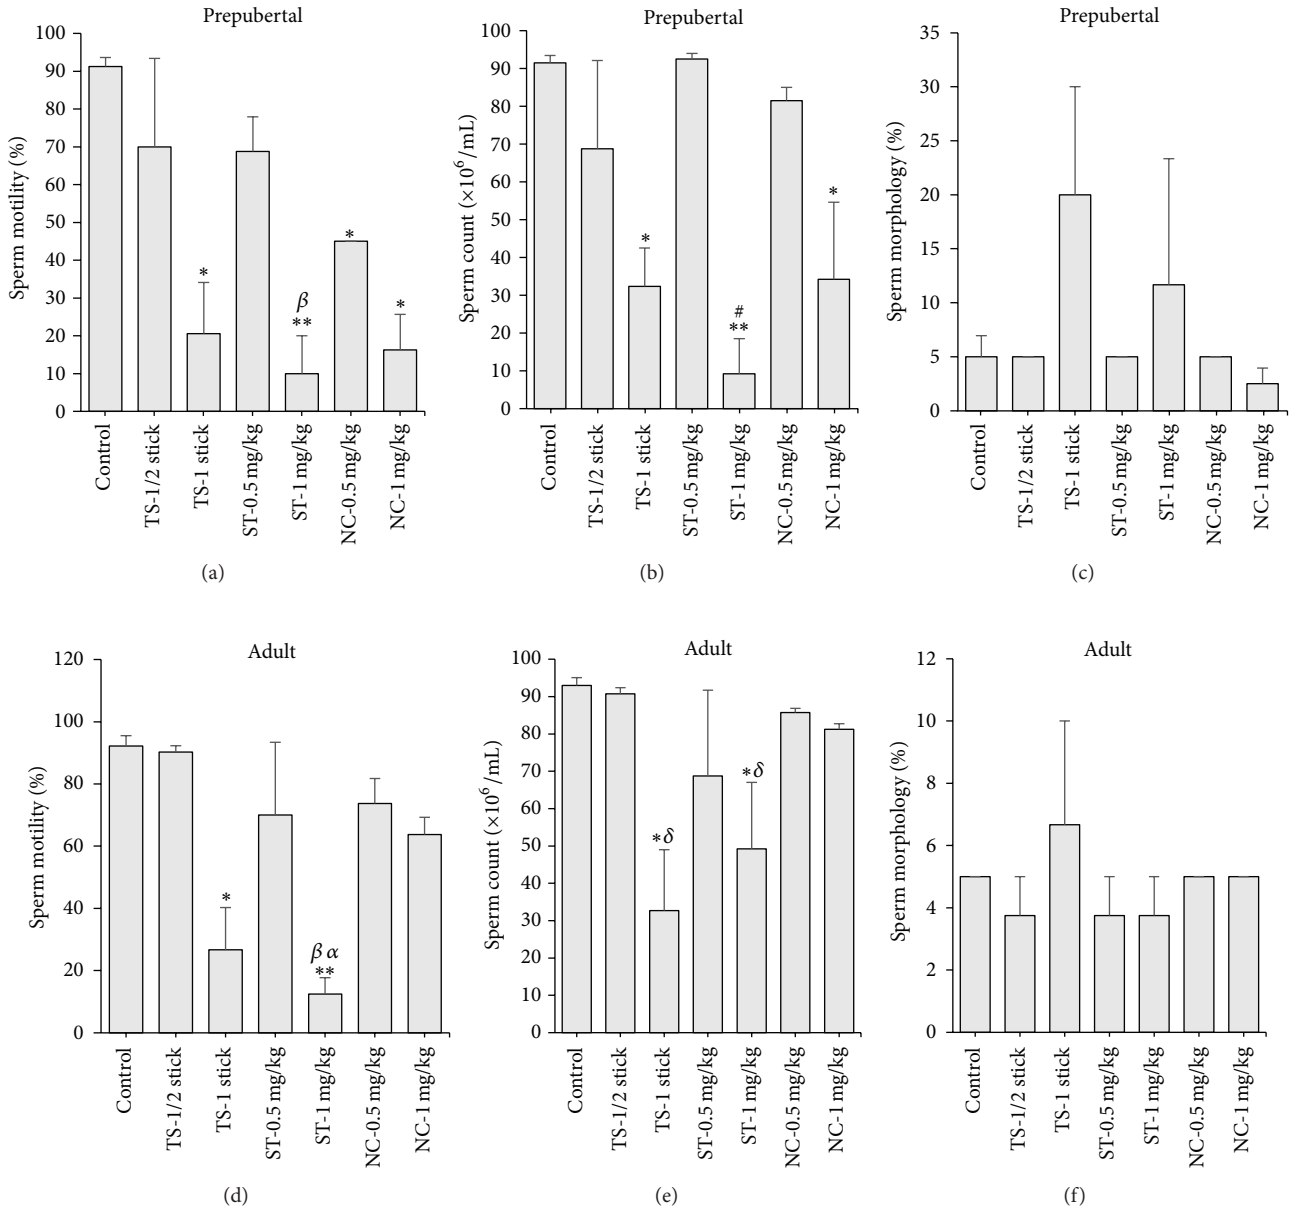 Prepubertal
Sperm motility (%)
100
90
80
70
60
50
40
30
20
10
0
*
β
**
*
*
Control
TS-1/2 stick
TS-1 stick
ST-0.5 mg/kg
ST-1 mg/kg
NC-0.5 mg/kg
NC-1 mg/kg
(a)
Prepubertal
Sperm count (×10⁶/mL)
100
90
80
70
60
50
40
30
20
10
0
*
#
**
*
Control
TS-1/2 stick
TS-1 stick
ST-0.5 mg/kg
ST-1 mg/kg
NC-0.5 mg/kg
NC-1 mg/kg
(b)
Prepubertal
Sperm morphology (%)
35
30
25
20
15
10
5
0
Control
TS-1/2 stick
TS-1 stick
ST-0.5 mg/kg
ST-1 mg/kg
NC-0.5 mg/kg
NC-1 mg/kg
(c)
Adult
Sperm motility (%)
120
100
80
60
40
20
0
*
β α
**
Control
TS-1/2 stick
TS-1 stick
ST-0.5 mg/kg
ST-1 mg/kg
NC-0.5 mg/kg
NC-1 mg/kg
(d)
Adult
Sperm count (×10⁶/mL)
100
90
80
70
60
50
40
30
20
10
0
*δ
*δ
Control
TS-1/2 stick
TS-1 stick
ST-0.5 mg/kg
ST-1 mg/kg
NC-0.5 mg/kg
NC-1 mg/kg
(e)
Adult
Sperm morphology (%)
12
10
8
6
4
2
0
Control
TS-1/2 stick
TS-1 stick
ST-0.5 mg/kg
ST-1 mg/kg
NC-0.5 mg/kg
NC-1 mg/kg
(f)